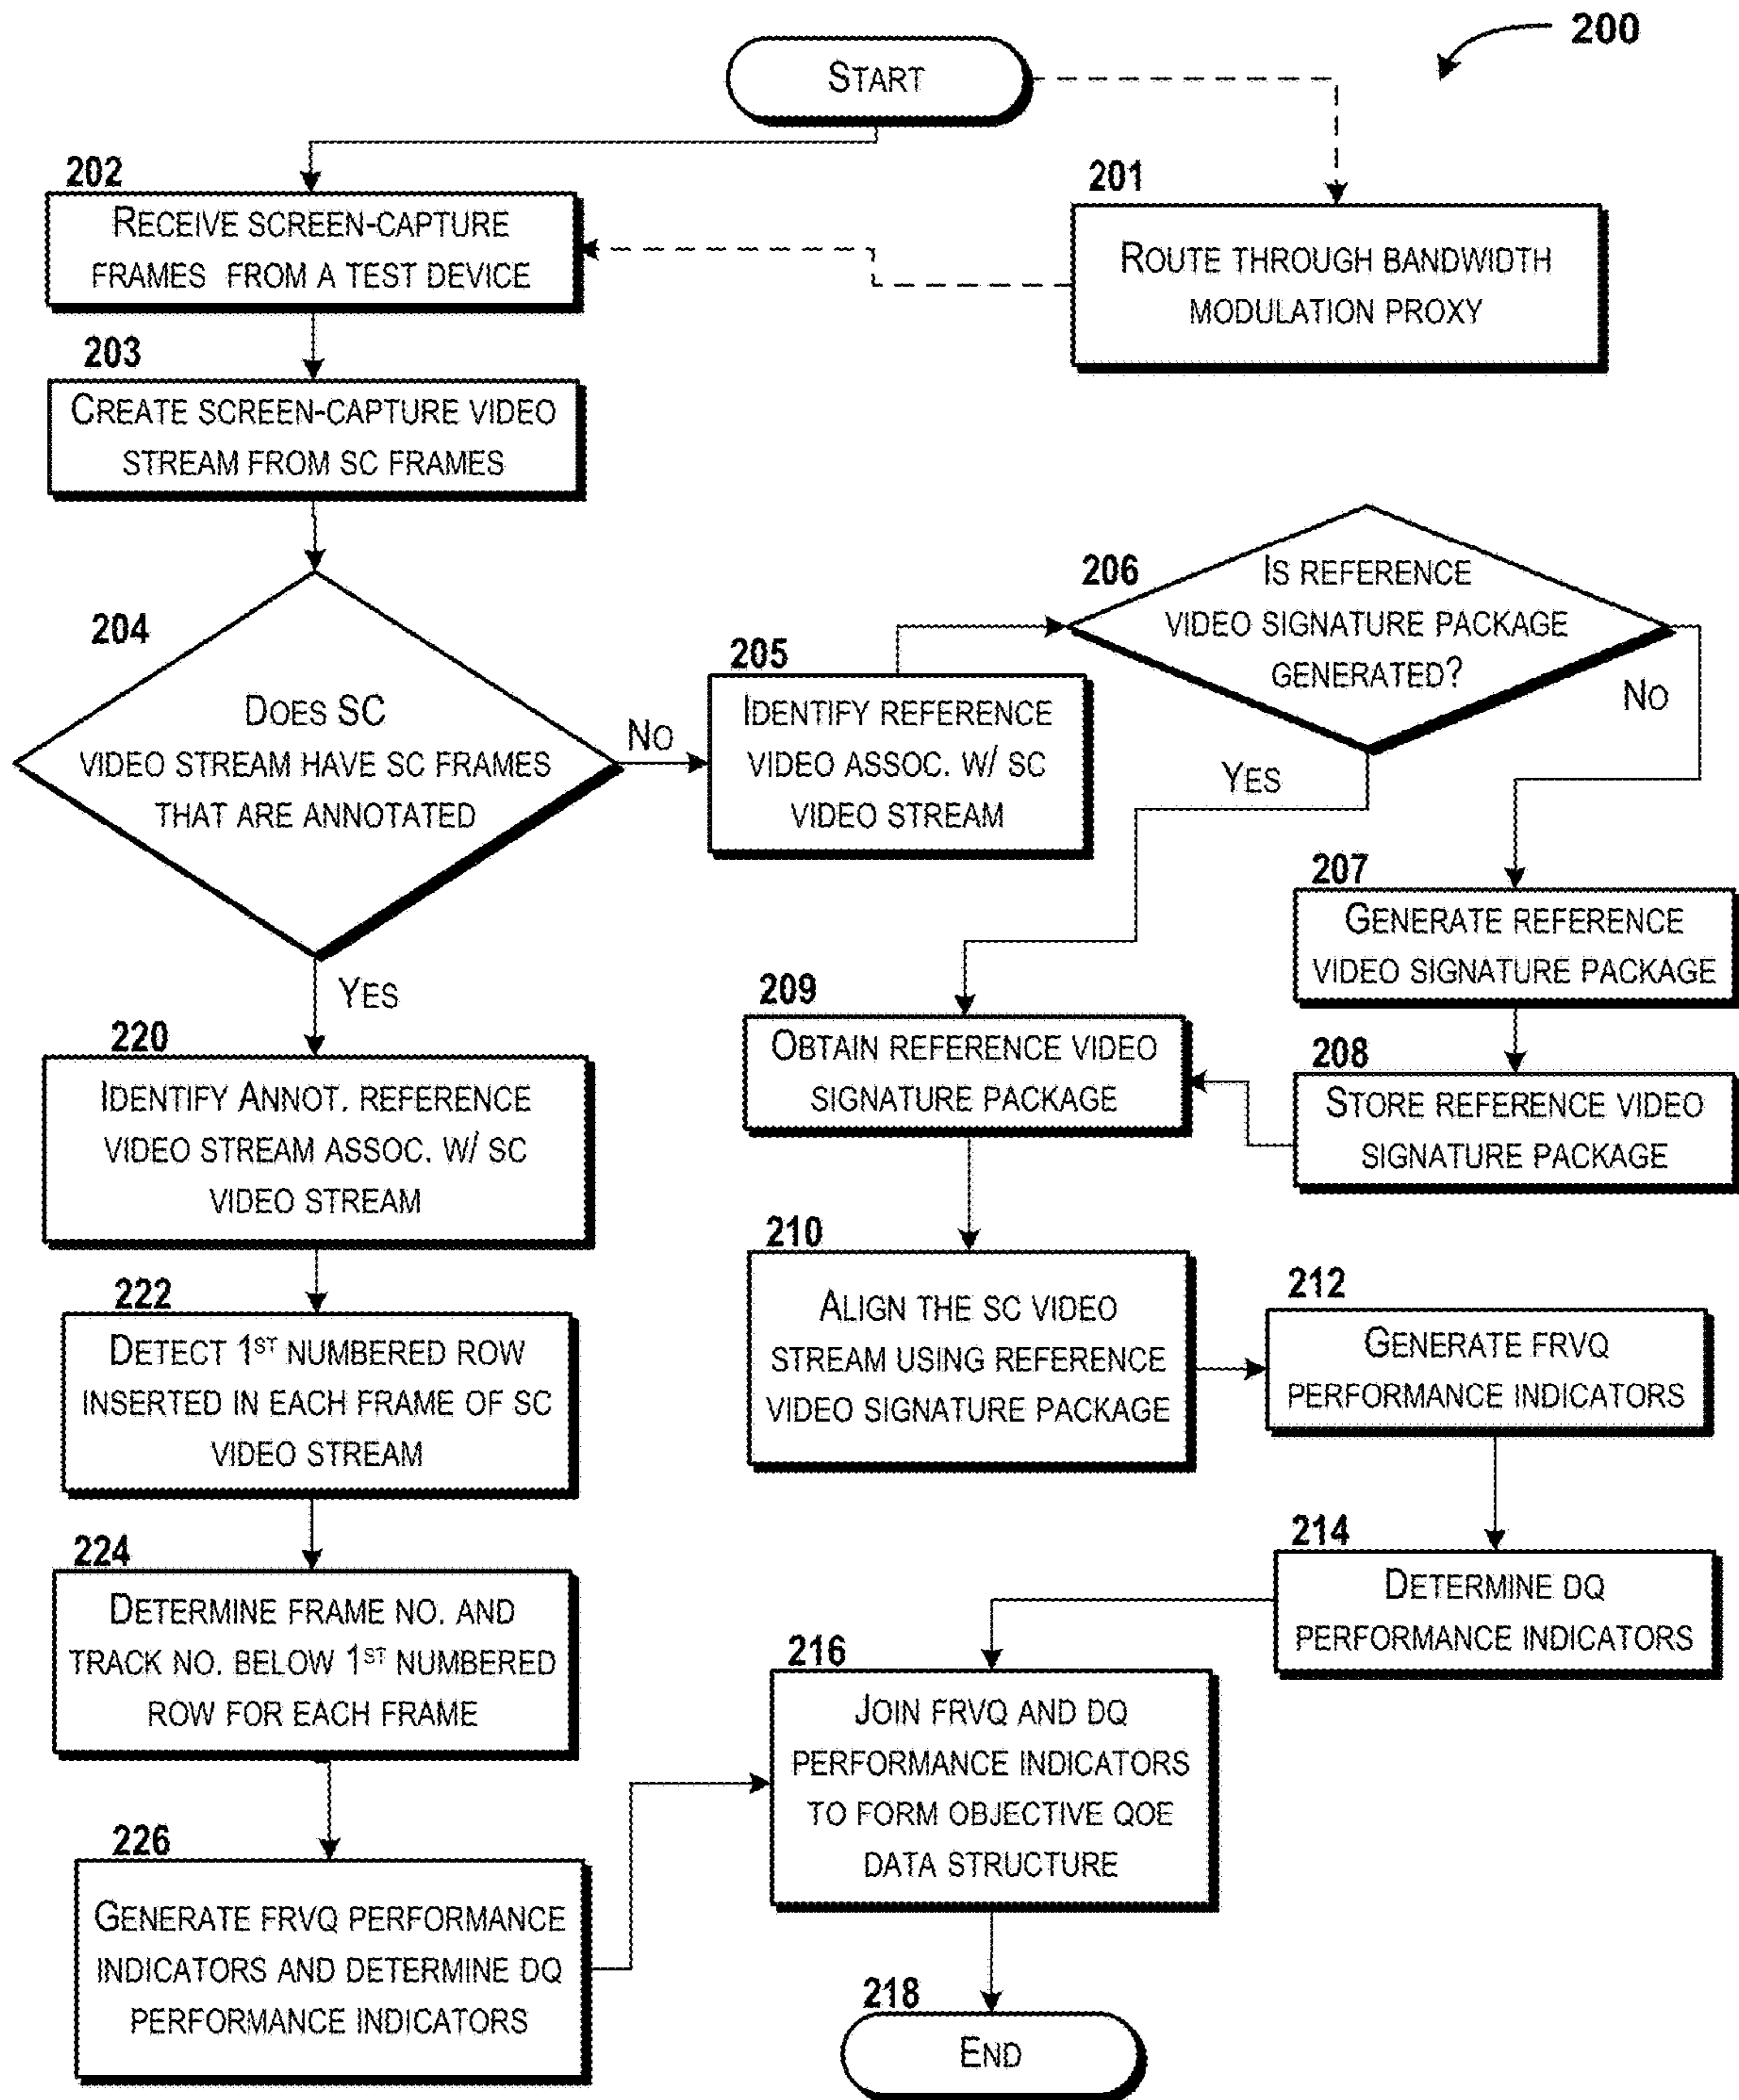 200
START
202
RECEIVE SCREEN-CAPTURE
FRAMES FROM A TEST DEVICE
201
ROUTE THROUGH BANDWIDTH
MODULATION PROXY
203
CREATE SCREEN-CAPTURE VIDEO
STREAM FROM SC FRAMES
204
DOES SC
VIDEO STREAM HAVE SC FRAMES
THAT ARE ANNOTATED
NO
205
IDENTIFY REFERENCE
VIDEO ASSOC. W/ SC
VIDEO STREAM
206
IS REFERENCE
VIDEO SIGNATURE PACKAGE
GENERATED?
NO
YES
207
GENERATE REFERENCE
VIDEO SIGNATURE PACKAGE
208
STORE REFERENCE VIDEO
SIGNATURE PACKAGE
209
OBTAIN REFERENCE VIDEO
SIGNATURE PACKAGE
210
ALIGN THE SC VIDEO
STREAM USING REFERENCE
VIDEO SIGNATURE PACKAGE
212
GENERATE FRVQ
PERFORMANCE INDICATORS
214
DETERMINE DQ
PERFORMANCE INDICATORS
YES
220
IDENTIFY ANNOT. REFERENCE
VIDEO STREAM ASSOC. W/ SC
VIDEO STREAM
222
DETECT 1ST NUMBERED ROW
INSERTED IN EACH FRAME OF SC
VIDEO STREAM
224
DETERMINE FRAME NO. AND
TRACK NO. BELOW 1ST NUMBERED
ROW FOR EACH FRAME
226
GENERATE FRVQ PERFORMANCE
INDICATORS AND DETERMINE DQ
PERFORMANCE INDICATORS
216
JOIN FRVQ AND DQ
PERFORMANCE INDICATORS
TO FORM OBJECTIVE QOE
DATA STRUCTURE
218
END